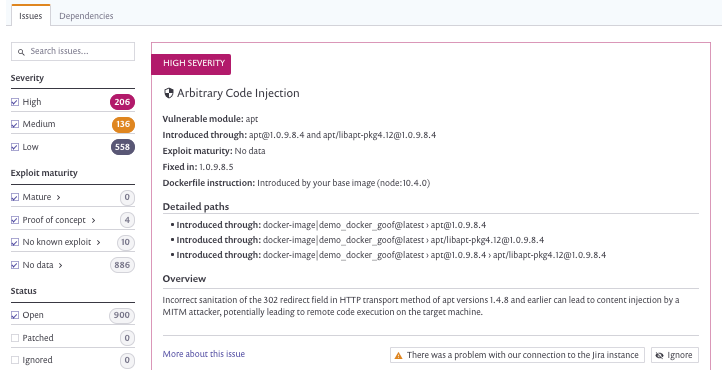 Issues
Dependencies
Search issues...
Severity
High 206
Medium 136
Low 558
Exploit maturity
Mature › 0
Proof of concept › 4
No known exploit › 10
No data › 886
Status
Open 900
Patched 0
Ignored 0
HIGH SEVERITY
Arbitrary Code Injection
Vulnerable module: apt
Introduced through: apt@1.0.9.8.4 and apt/libapt-pkg4.12@1.0.9.8.4
Exploit maturity: No data
Fixed in: 1.0.9.8.5
Dockerfile instruction: Introduced by your base image (node:10.4.0)
Detailed paths
• Introduced through: docker-image|demo_docker_goof@latest › apt@1.0.9.8.4
• Introduced through: docker-image|demo_docker_goof@latest › apt/libapt-pkg4.12@1.0.9.8.4
• Introduced through: docker-image|demo_docker_goof@latest › apt@1.0.9.8.4 › apt/libapt-pkg4.12@1.0.9.8.4
Overview
Incorrect sanitation of the 302 redirect field in HTTP transport method of apt versions 1.4.8 and earlier can lead to content injection by a
MITM attacker, potentially leading to remote code execution on the target machine.
More about this issue
There was a problem with our connection to the Jira instance
Ignore